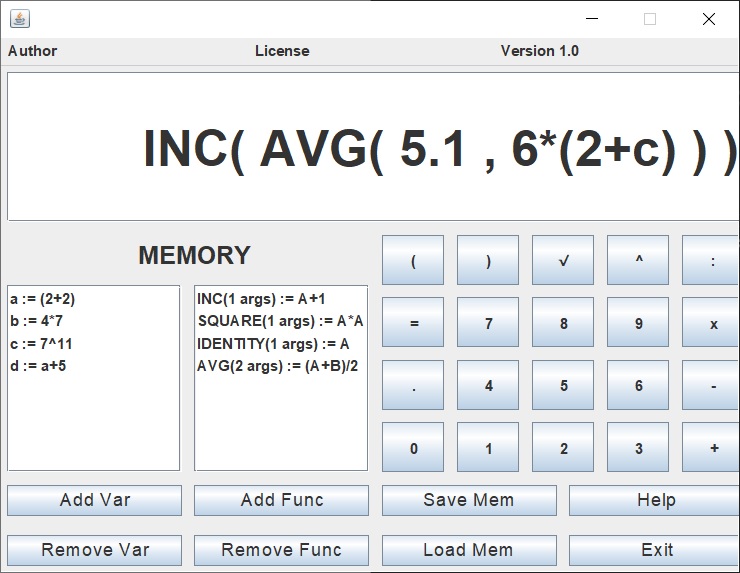 Author License Version 1.0
INC( AVG( 5.1 , 6*(2+c) ) )
MEMORY
a := (2+2)
b := 4*7
c := 7^11
d := a+5
INC(1 args) := A+1
SQUARE(1 args) := A*A
IDENTITY(1 args) := A
AVG(2 args) := (A+B)/2
( ) √ ^ :
= 7 8 9 x
. 4 5 6 -
0 1 2 3 +
Add Var Add Func Save Mem Help
Remove Var Remove Func Load Mem Exit